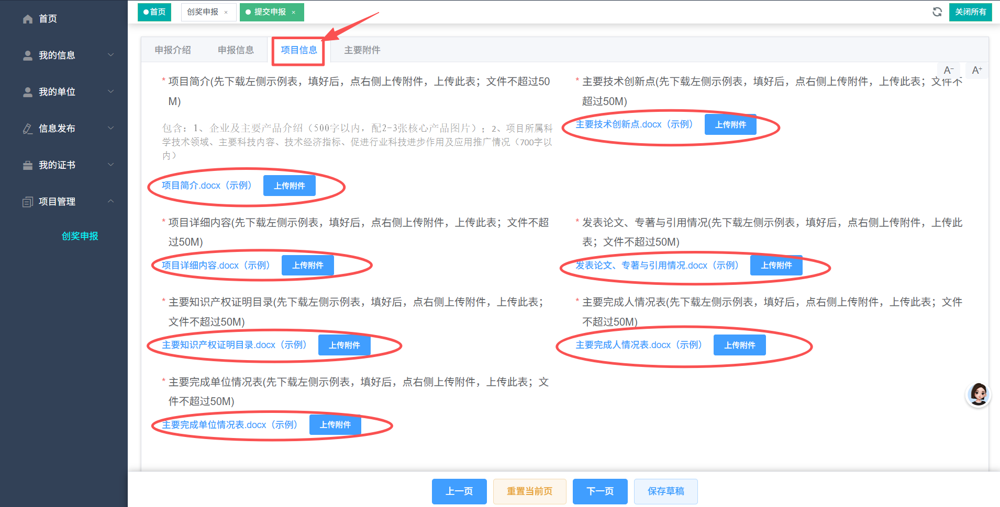 首页
我的信息
我的单位
信息发布
我的证书
项目管理
创奖申报
首页
创奖申报 ×
提交申报 ×
关闭所有
申报介绍
申报信息
项目信息
主要附件
A⁻
A⁺
* 项目简介(先下载左侧示例表，填好后，点右侧上传附件，上传此表；文件不超过50
M)
包含：1、企业及主要产品介绍（500字以内，配2-3张核心产品图片）；2、项目所属科
学技术领域、主要科技内容、技术经济指标、促进行业科技进步作用及应用推广情况（700字以
内）
项目简介.docx（示例）
上传附件
* 主要技术创新点(先下载左侧示例表，填好后，点右侧上传附件，上传此表；文件不
超过50M)
主要技术创新点.docx（示例）
上传附件
* 项目详细内容(先下载左侧示例表，填好后，点右侧上传附件，上传此表；文件不超
过50M)
项目详细内容.docx（示例）
上传附件
* 发表论文、专著与引用情况(先下载左侧示例表，填好后，点右侧上传附件，上传此
表；文件不超过50M)
发表论文、专著与引用情况.docx（示例）
上传附件
* 主要知识产权证明目录(先下载左侧示例表，填好后，点右侧上传附件，上传此表；
文件不超过50M)
主要知识产权证明目录.docx（示例）
上传附件
* 主要完成人情况表(先下载左侧示例表，填好后，点右侧上传附件，上传此表；文件
不超过50M)
主要完成人情况表.docx（示例）
上传附件
* 主要完成单位情况表(先下载左侧示例表，填好后，点右侧上传附件，上传此表；文
件不超过50M)
主要完成单位情况表.docx（示例）
上传附件
上一页
重置当前页
下一页
保存草稿